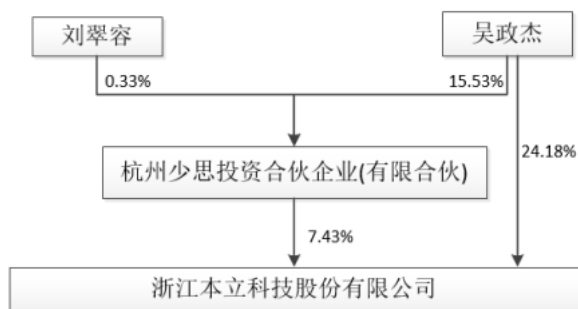 刘翠容
吴政杰
0.33%
15.53%
杭州少思投资合伙企业(有限合伙)
24.18%
7.43%
浙江本立科技股份有限公司